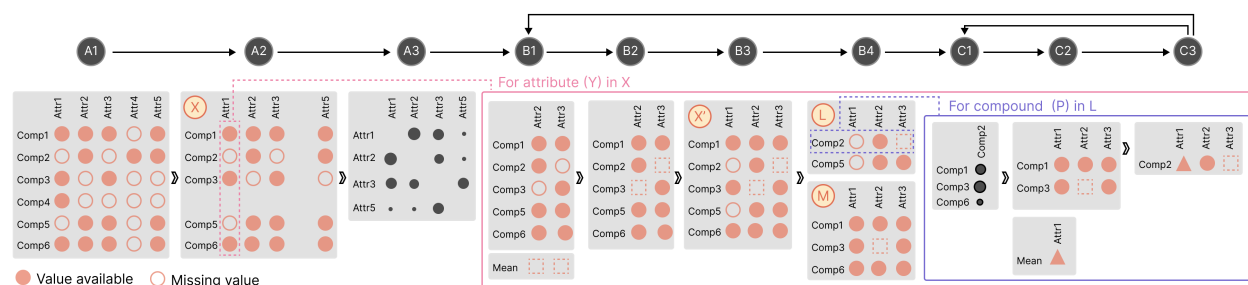 A1 A2 A3 B1 B2 B3 B4 C1 C2 C3
For attribute (Y) in X
Attr1 Attr2 Attr3 Attr4 Attr5
Comp1
Comp2
Comp3
Comp4
Comp5
Comp6
X
Attr1 Attr2 Attr3 Attr5
Comp1
Comp2
Comp3
Comp5
Comp6
Attr1 Attr2 Attr3 Attr5
Attr1
Attr2
Attr3
Attr5
Attr2 Attr3
Comp1
Comp2
Comp3
Comp5
Comp6
Mean
Attr2 Attr3
Comp1
Comp2
Comp3
Comp5
Comp6
X'
Attr1 Attr2 Attr3
Comp1
Comp2
Comp3
Comp5
Comp6
L
Attr1 Attr2 Attr3
Comp2
Comp5
M
Attr1 Attr2 Attr3
Comp1
Comp3
Comp6
For compound (P) in L
Comp2
Comp1
Comp3
Comp6
Attr1 Attr2 Attr3
Comp1
Comp3
Attr1
Mean
Attr1 Attr2 Attr3
Comp2
Value available Missing value